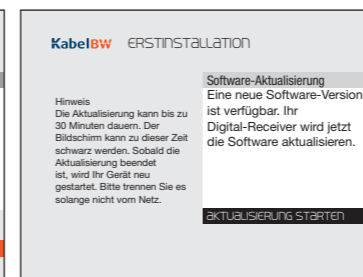 KabelBW ERSTINSTALLATION
Hinweis
Die Aktualisierung kann bis zu
30 Minuten dauern. Der
Bildschirm kann zu dieser Zeit
schwarz werden. Sobald die
Aktualisierung beendet
ist, wird Ihr Gerät neu
gestartet. Bitte trennen Sie es
solange nicht vom Netz.
Software-Aktualisierung
Eine neue Software-Version
ist verfügbar. Ihr
Digital-Receiver wird jetzt
die Software aktualisieren.
AKTUALISIERUNG STARTEN